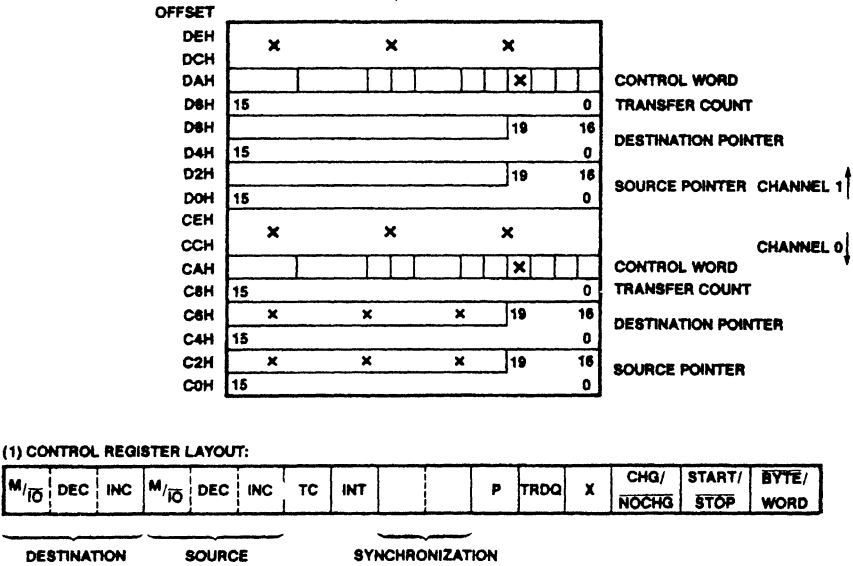 OFFSET
DEH
DCH
DAH CONTROL WORD
D8H 15 0 TRANSFER COUNT
D6H 19 16
DESTINATION POINTER
D4H 15 0
D2H 19 16
SOURCE POINTER CHANNEL 1
D0H 15 0
CEH
CCH CHANNEL 0
CAH CONTROL WORD
C8H 15 0 TRANSFER COUNT
C6H 19 16
DESTINATION POINTER
C4H 15 0
C2H 19 16
SOURCE POINTER
C0H 15 0
(1) CONTROL REGISTER LAYOUT:
M/IO DEC INC M/IO DEC INC TC INT P TRDQ X CHG/ START/ BYTE/
NOCHG STOP WORD
DESTINATION SOURCE SYNCHRONIZATION